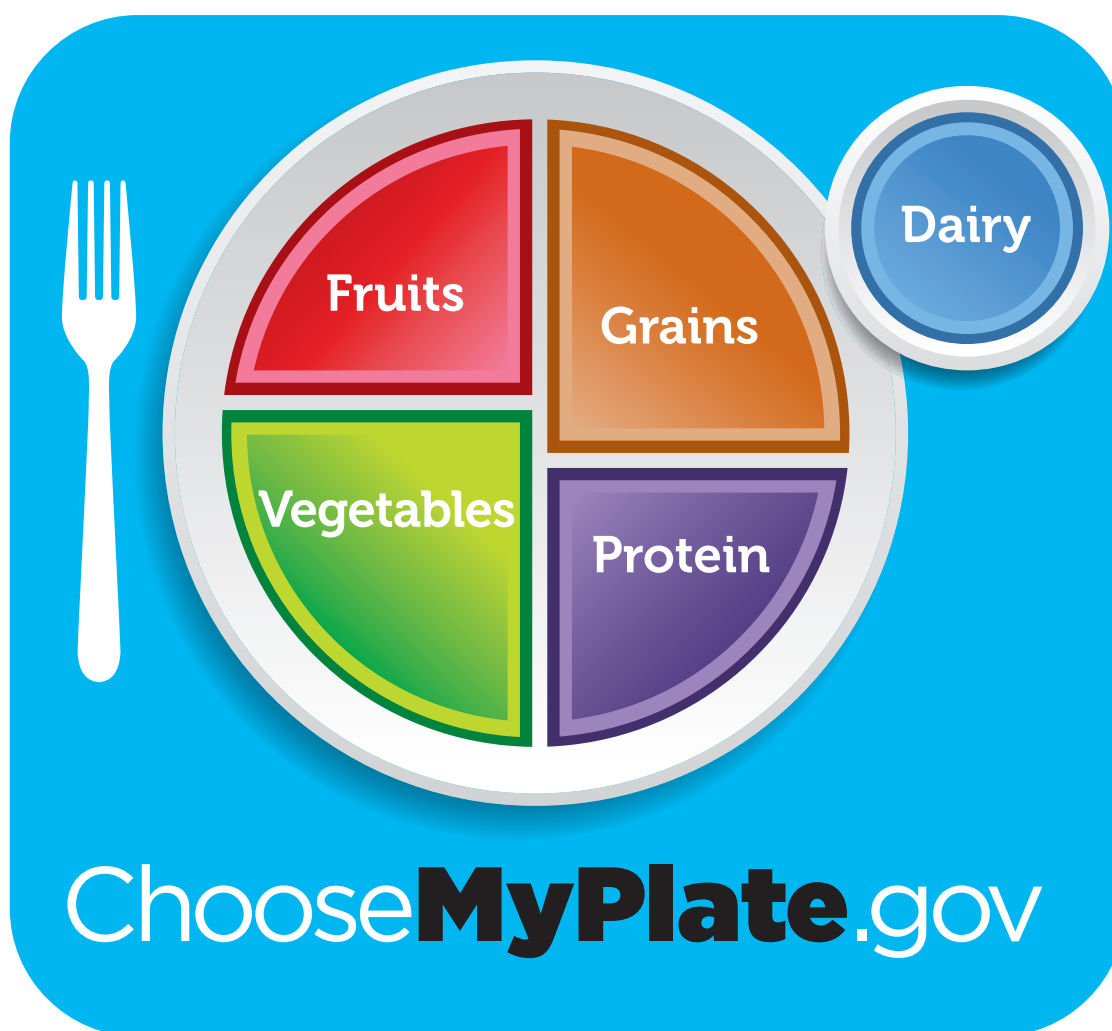 Dairy
Fruits
Grains
Vegetables
Protein
ChooseMyPlate.gov